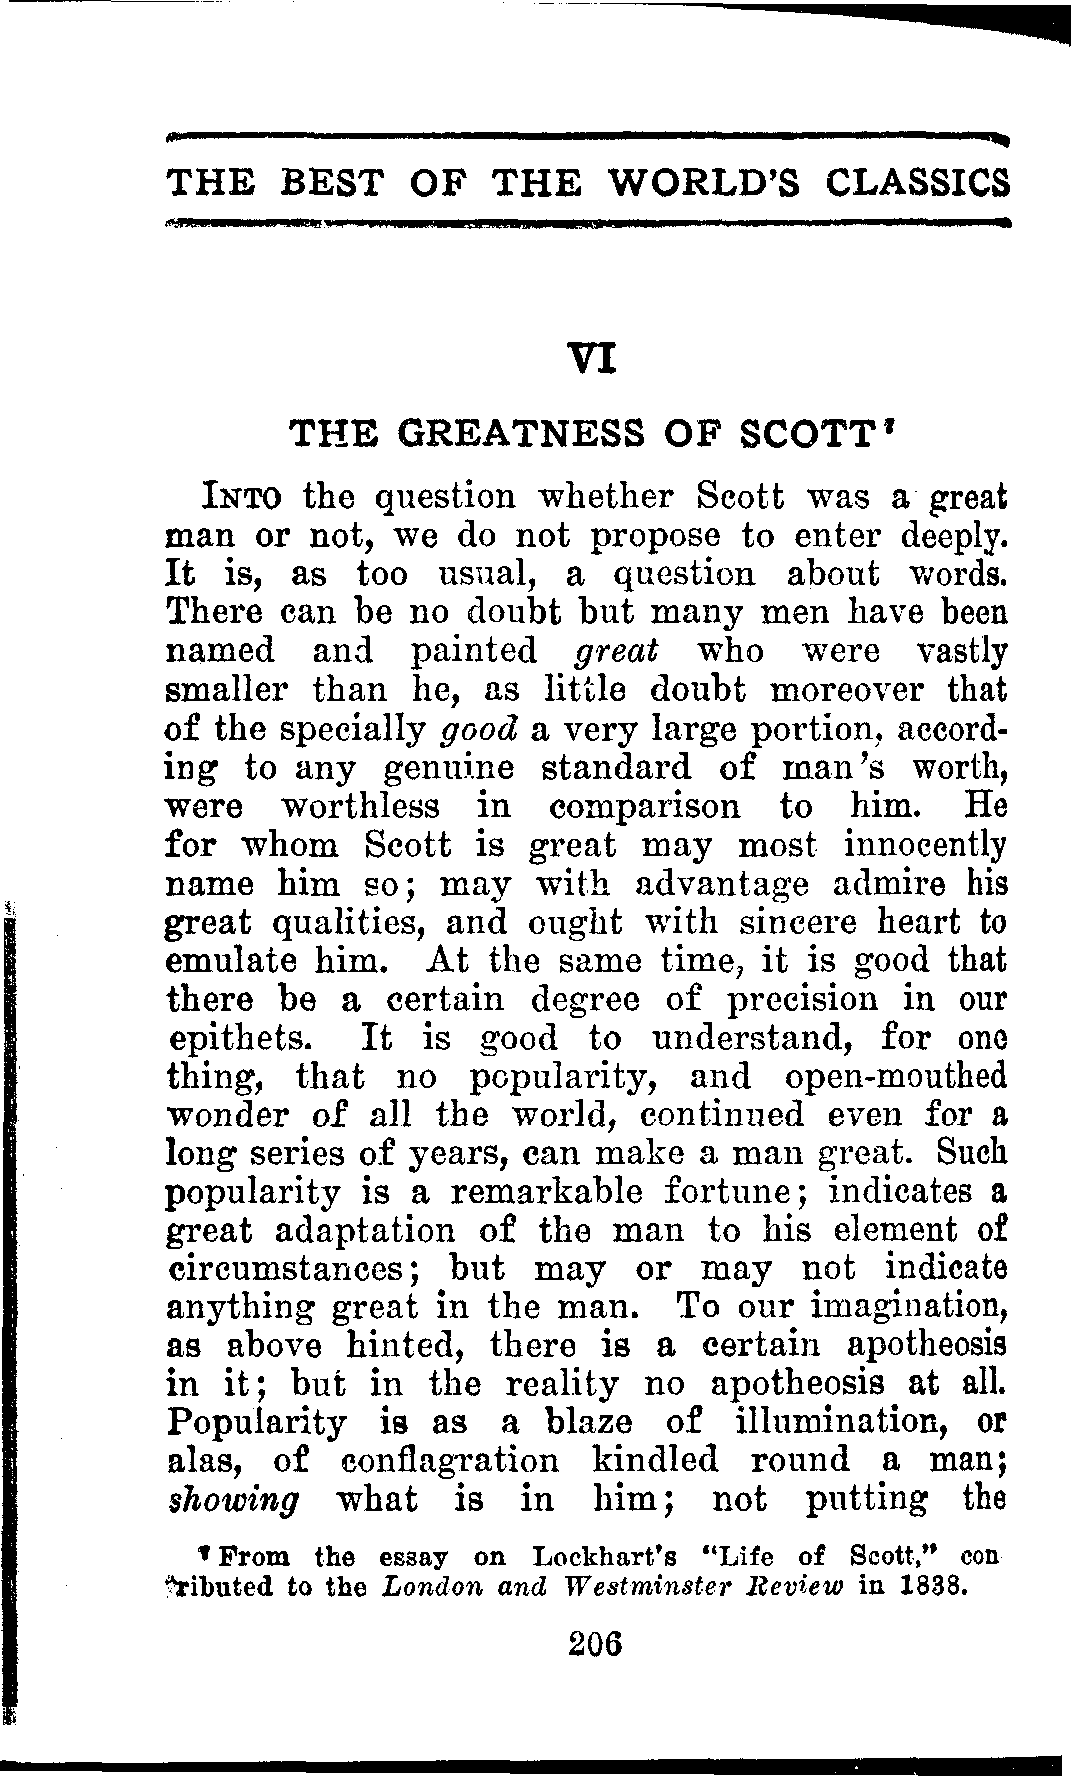 THE BEST OF THE WORLD'S CLASSICS
VI
THE GREATNESS OF SCOTT⁷
INTO the question whether Scott was a great
man or not, we do not propose to enter deeply.
It is, as too usual, a question about words.
There can be no doubt but many men have been
named and painted great who were vastly
smaller than he, as little doubt moreover that
of the specially good a very large portion, accord-
ing to any genuine standard of man's worth,
were worthless in comparison to him. He
for whom Scott is great may most innocently
name him so; may with advantage admire his
great qualities, and ought with sincere heart to
emulate him. At the same time, it is good that
there be a certain degree of precision in our
epithets. It is good to understand, for one
thing, that no popularity, and open-mouthed
wonder of all the world, continued even for a
long series of years, can make a man great. Such
popularity is a remarkable fortune; indicates a
great adaptation of the man to his element of
circumstances; but may or may not indicate
anything great in the man. To our imagination,
as above hinted, there is a certain apotheosis
in it; but in the reality no apotheosis at all.
Popularity is as a blaze of illumination, or
alas, of conflagration kindled round a man;
showing what is in him; not putting the
⁷ From the essay on Lockhart's "Life of Scott," con
tributed to the London and Westminster Review in 1838.
206